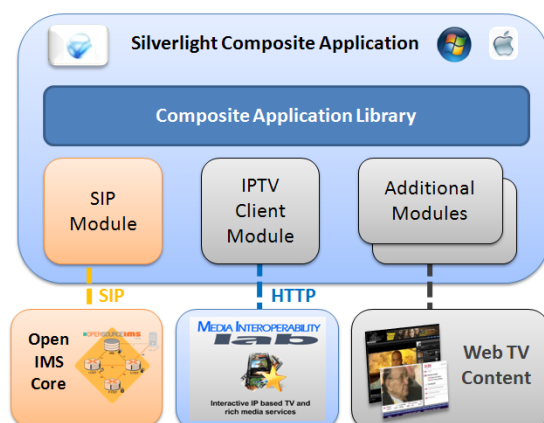 Silverlight Composite Application
Composite Application Library
SIP
Module
IPTV
Client
Module
Additional
Modules
SIP
HTTP
Open
IMS
Core
OPENSOURCEIMS
MEDIA INTEROPERABILITY
lab
Interactive IP based TV and
rich media services
Web TV
Content